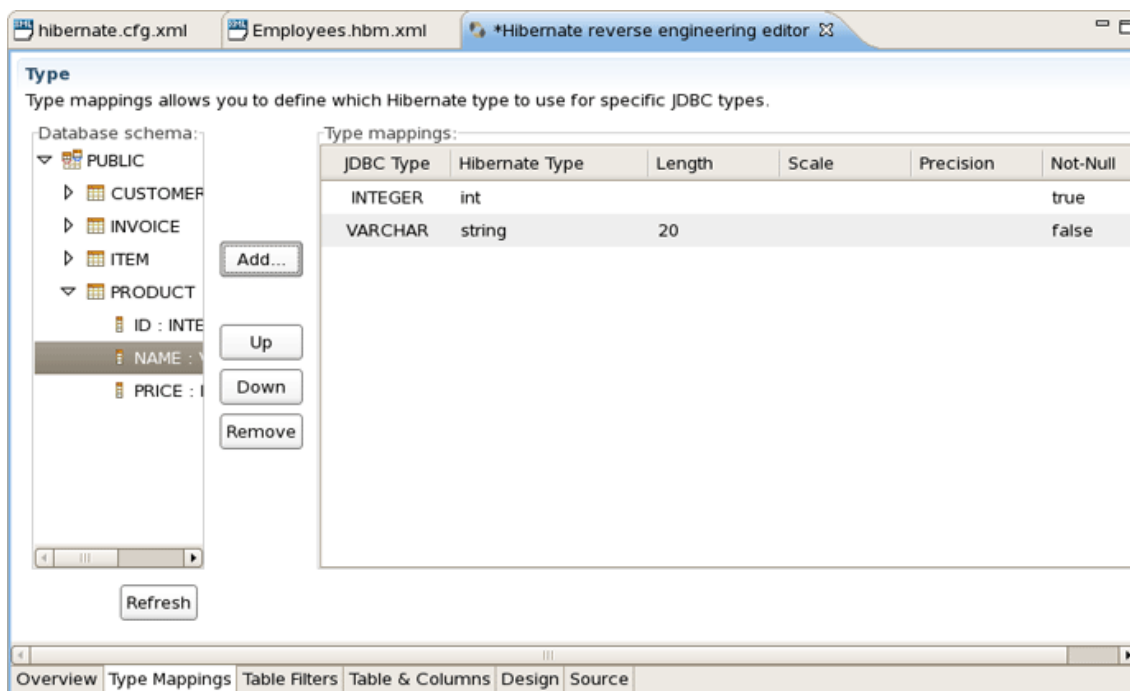 hibernate.cfg.xml Employees.hbm.xml *Hibernate reverse engineering editor
Type
Type mappings allows you to define which Hibernate type to use for specific JDBC types.
Database schema: Type mappings:
PUBLIC
CUSTOMER
INVOICE
ITEM
PRODUCT
ID : INTE
NAME :
PRICE :
Add...
Up
Down
Remove
JDBC Type Hibernate Type Length Scale Precision Not-Null
INTEGER int true
VARCHAR string 20 false
Refresh
Overview Type Mappings Table Filters Table & Columns Design Source